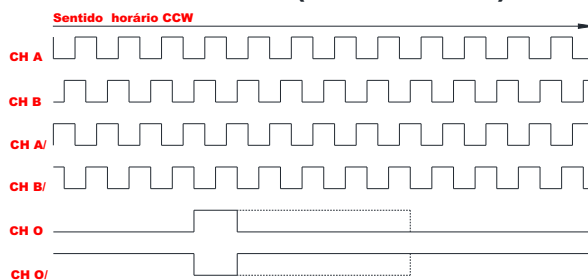 Sentido horário CCW
CH A
CH B
CH A/
CH B/
CH O
CH O/